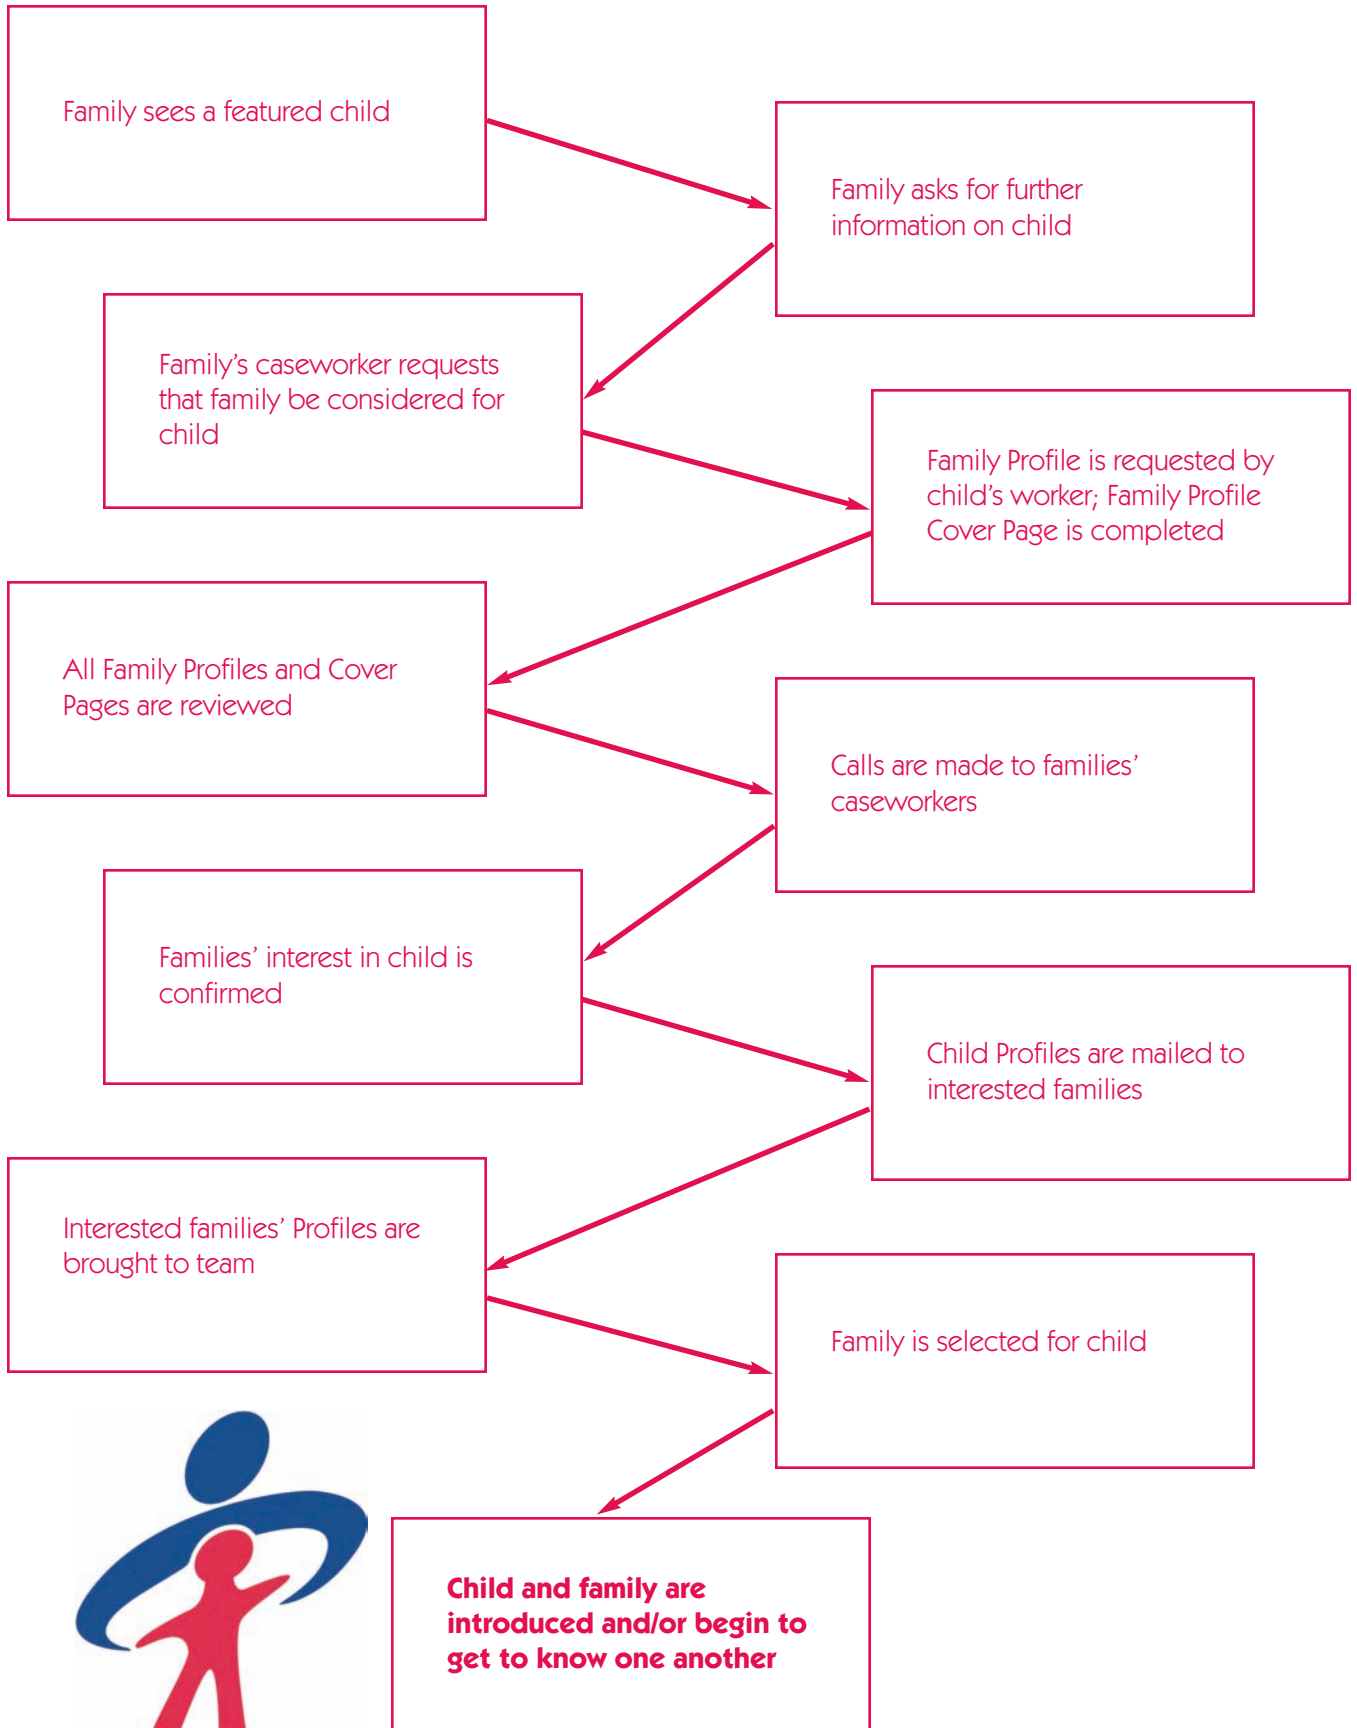 Family sees a featured child
Family asks for further
information on child
Family’s caseworker requests
that family be considered for
child
Family Profile is requested by
child’s worker; Family Profile
Cover Page is completed
All Family Profiles and Cover
Pages are reviewed
Calls are made to families’
caseworkers
Families’ interest in child is
confirmed
Child Profiles are mailed to
interested families
Interested families’ Profiles are
brought to team
Family is selected for child
Child and family are
introduced and/or begin to
get to know one another